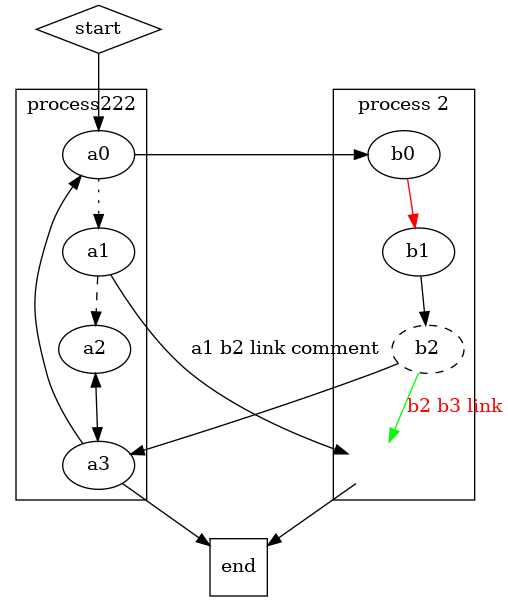 start
process222
process 2
a0
b0
a1
b1
a2
a1 b2 link comment
b2
b2 b3 link
a3
end